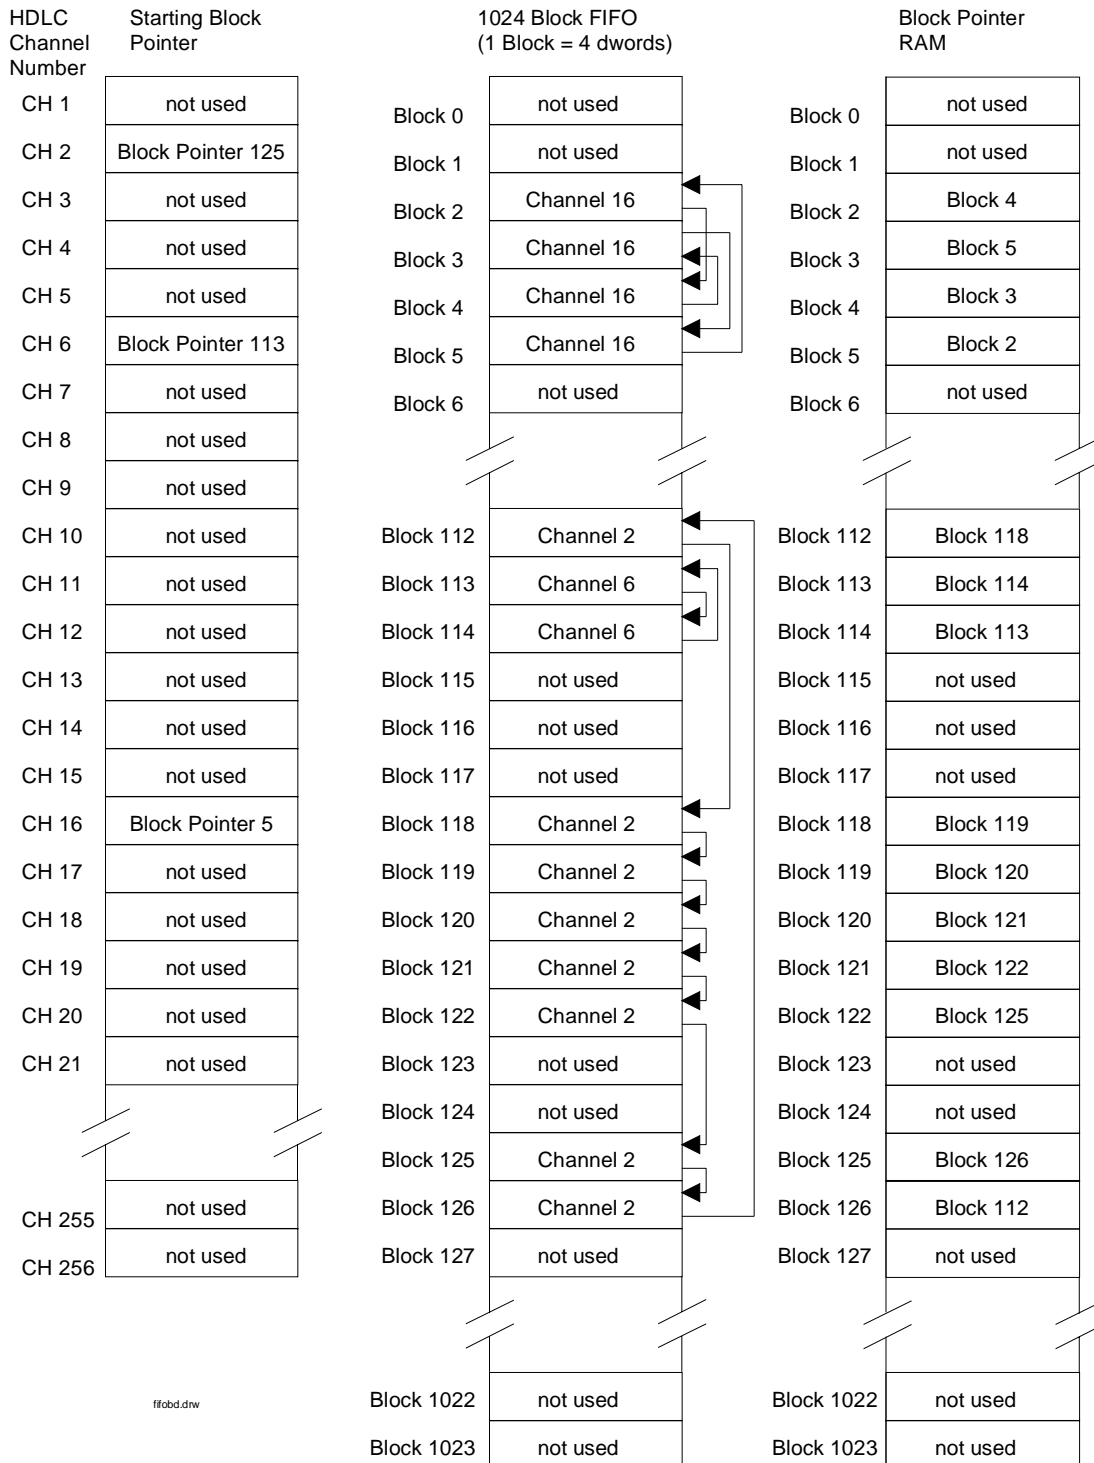 HDLC Channel Number
Starting Block Pointer
1024 Block FIFO
(1 Block = 4 dwords)
Block Pointer RAM
CH 1 not used Block 0 not used Block 0 not used
CH 2 Block Pointer 125 Block 1 not used Block 1 not used
CH 3 not used Block 2 Channel 16 Block 2 Block 4
CH 4 not used Block 3 Channel 16 Block 3 Block 5
CH 5 not used Block 4 Channel 16 Block 4 Block 3
CH 6 Block Pointer 113 Block 5 Channel 16 Block 5 Block 2
CH 7 not used Block 6 not used Block 6 not used
CH 8 not used
CH 9 not used
CH 10 not used Block 112 Channel 2 Block 112 Block 118
CH 11 not used Block 113 Channel 6 Block 113 Block 114
CH 12 not used Block 114 Channel 6 Block 114 Block 113
CH 13 not used Block 115 not used Block 115 not used
CH 14 not used Block 116 not used Block 116 not used
CH 15 not used Block 117 not used Block 117 not used
CH 16 Block Pointer 5 Block 118 Channel 2 Block 118 Block 119
CH 17 not used Block 119 Channel 2 Block 119 Block 120
CH 18 not used Block 120 Channel 2 Block 120 Block 121
CH 19 not used Block 121 Channel 2 Block 121 Block 122
CH 20 not used Block 122 Channel 2 Block 122 Block 125
CH 21 not used Block 123 not used Block 123 not used
Block 124 not used Block 124 not used
Block 125 Channel 2 Block 125 Block 126
CH 255 not used Block 126 Channel 2 Block 126 Block 112
CH 256 not used Block 127 not used Block 127 not used
fifobd.drw Block 1022 not used Block 1022 not used
Block 1023 not used Block 1023 not used